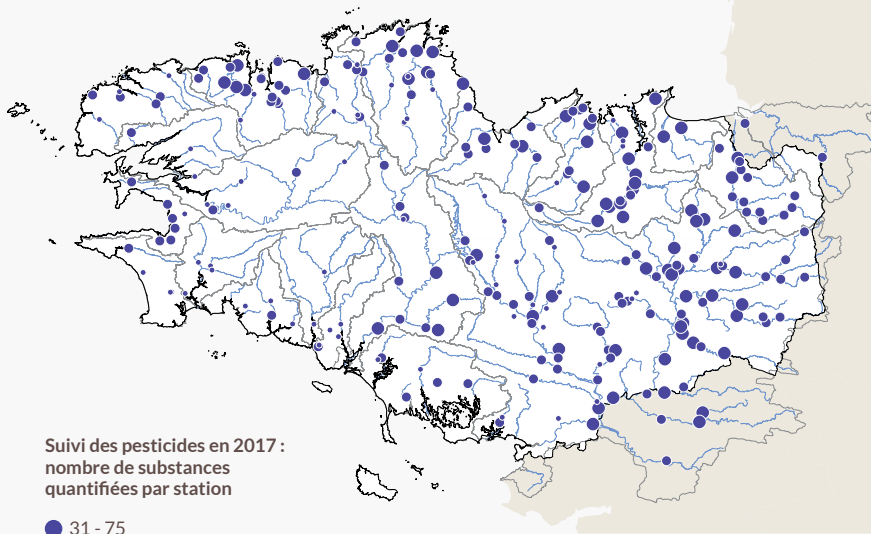 Suivi des pesticides en 2017 :
nombre de substances
quantifiées par station
31 - 75